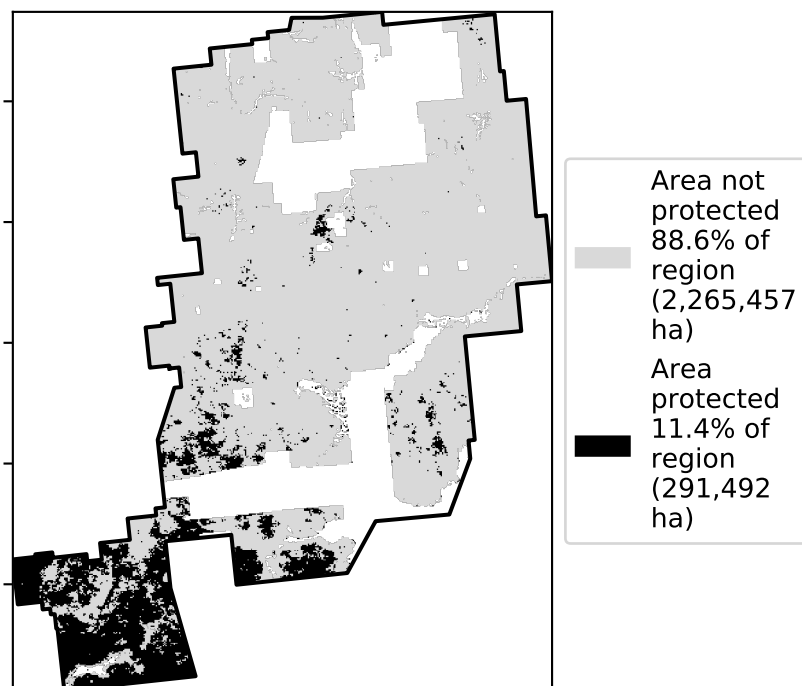 Area not
protected
88.6% of
region
(2,265,457
ha)
Area
protected
11.4% of
region
(291,492
ha)